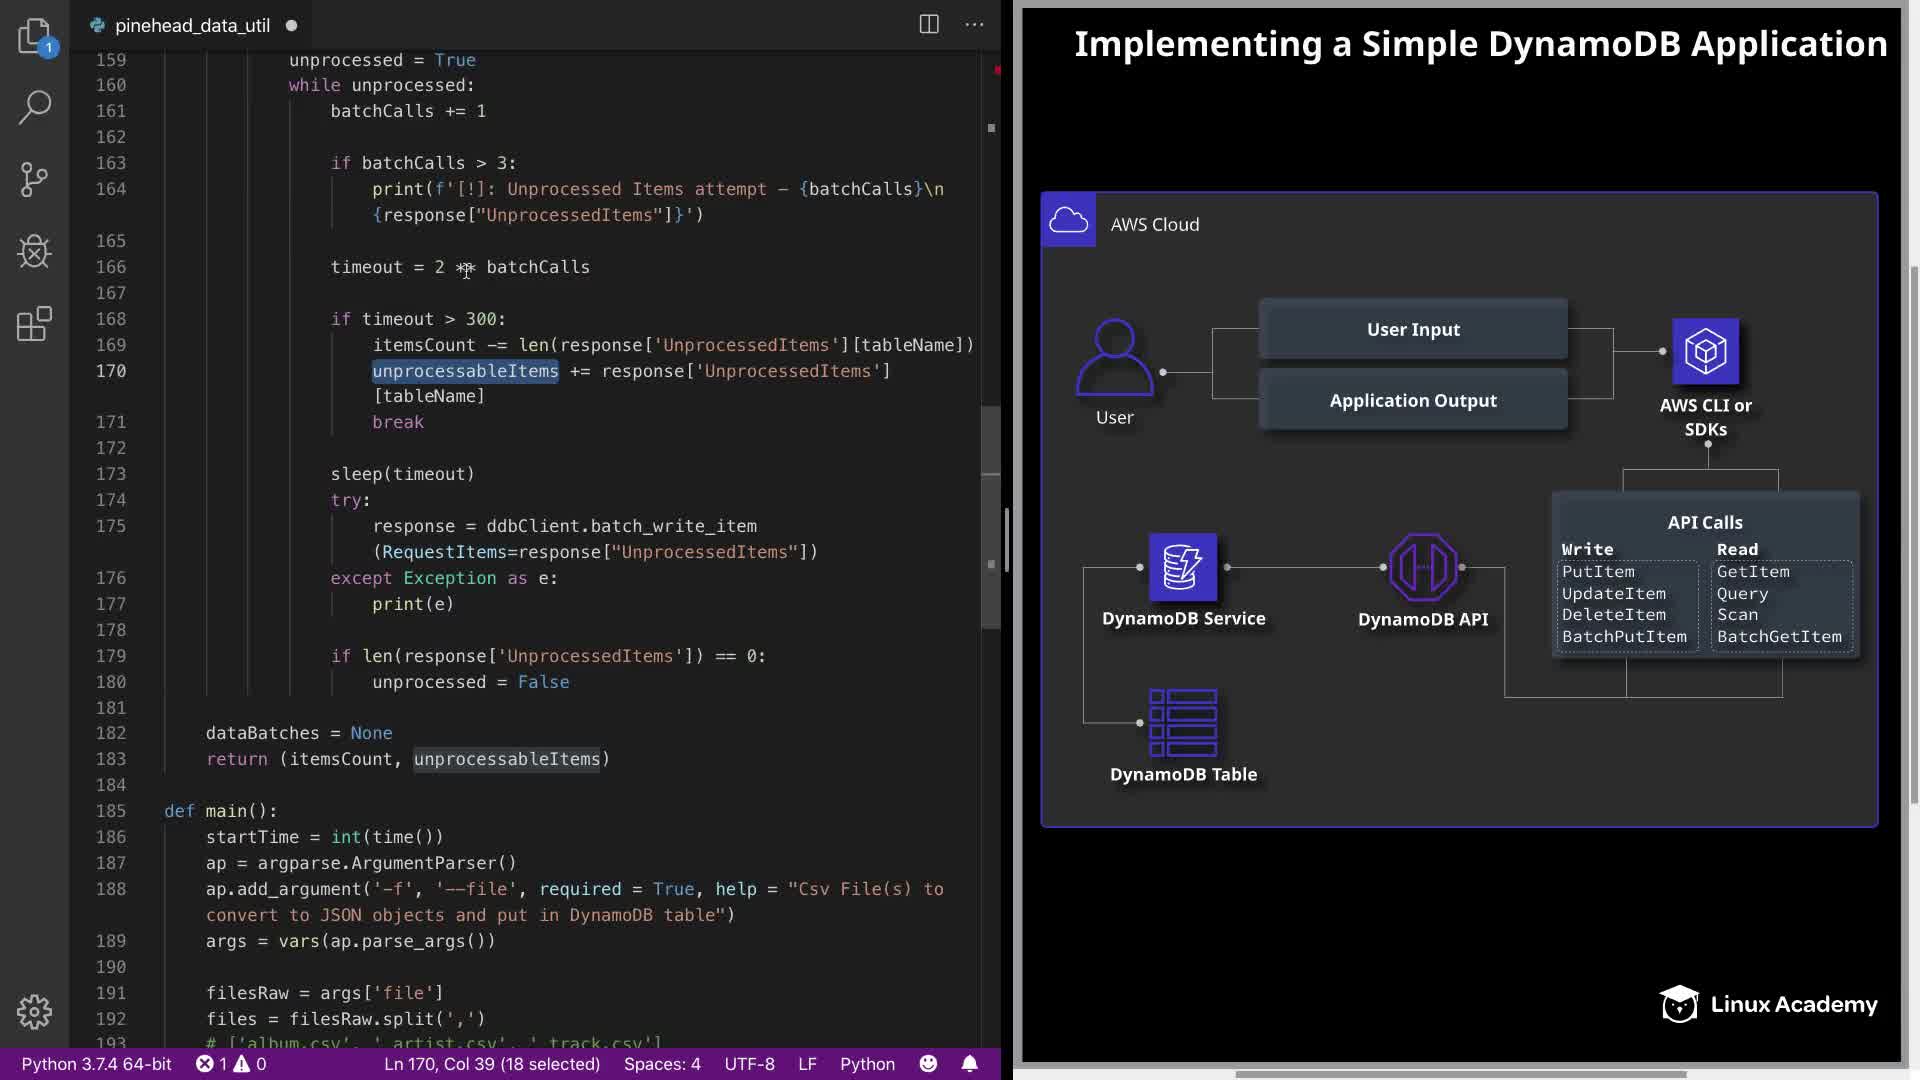 pinehead_data_util
1
159 unprocessed = True
160 while unprocessed:
161 batchCalls += 1
162
163 if batchCalls > 3:
164 print(f'[!]: Unprocessed Items attempt – {batchCalls}\n
{response["UnprocessedItems"]}')
165
166 timeout = 2 ** batchCalls
167
168 if timeout > 300:
169 itemsCount -= len(response['UnprocessedItems'][tableName])
170 unprocessableItems += response['UnprocessedItems']
[tableName]
171 break
172
173 sleep(timeout)
174 try:
175 response = ddbClient.batch_write_item
(RequestItems=response["UnprocessedItems"])
176 except Exception as e:
177 print(e)
178
179 if len(response['UnprocessedItems']) == 0:
180 unprocessed = False
181
182 dataBatches = None
183 return (itemsCount, unprocessableItems)
184
185 def main():
186 startTime = int(time())
187 ap = argparse.ArgumentParser()
188 ap.add_argument('-f', '--file', required = True, help = "Csv File(s) to
convert to JSON objects and put in DynamoDB table")
189 args = vars(ap.parse_args())
190
191 filesRaw = args['file']
192 files = filesRaw.split(',')
193 # ['album.csv', ' artist.csv', ' track.csv']
Python 3.7.4 64-bit
1 0
Ln 170, Col 39 (18 selected)
Spaces: 4
UTF-8
LF
Python
Implementing a Simple DynamoDB Application
AWS Cloud
User Input
Application Output
User
AWS CLI or
SDKs
API Calls
Write Read
PutItem GetItem
UpdateItem Query
DeleteItem Scan
BatchPutItem BatchGetItem
DynamoDB Service
DynamoDB API
DynamoDB Table
Linux Academy